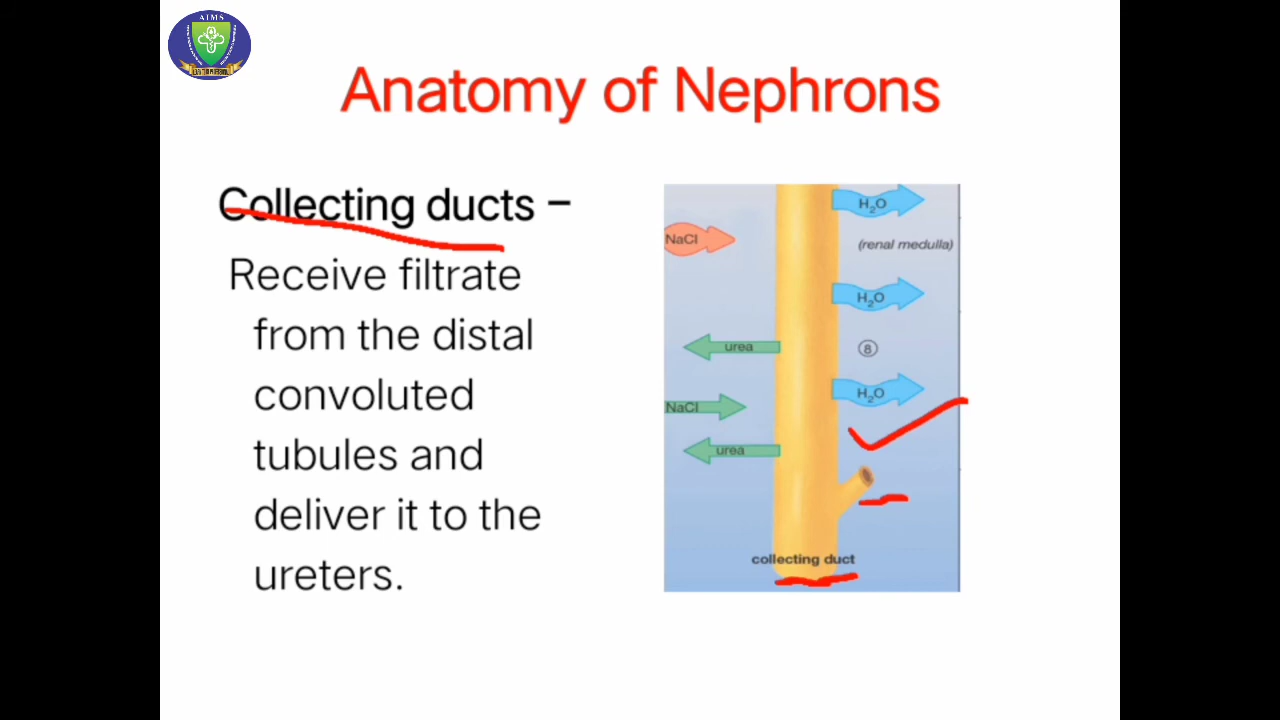 AIMS
Anatomy of Nephrons
Collecting ducts –
Receive filtrate
from the distal
convoluted
tubules and
deliver it to the
ureters.
H₂O
NaCl
(renal medulla)
H₂O
urea
8
H₂O
NaCl
urea
collecting duct